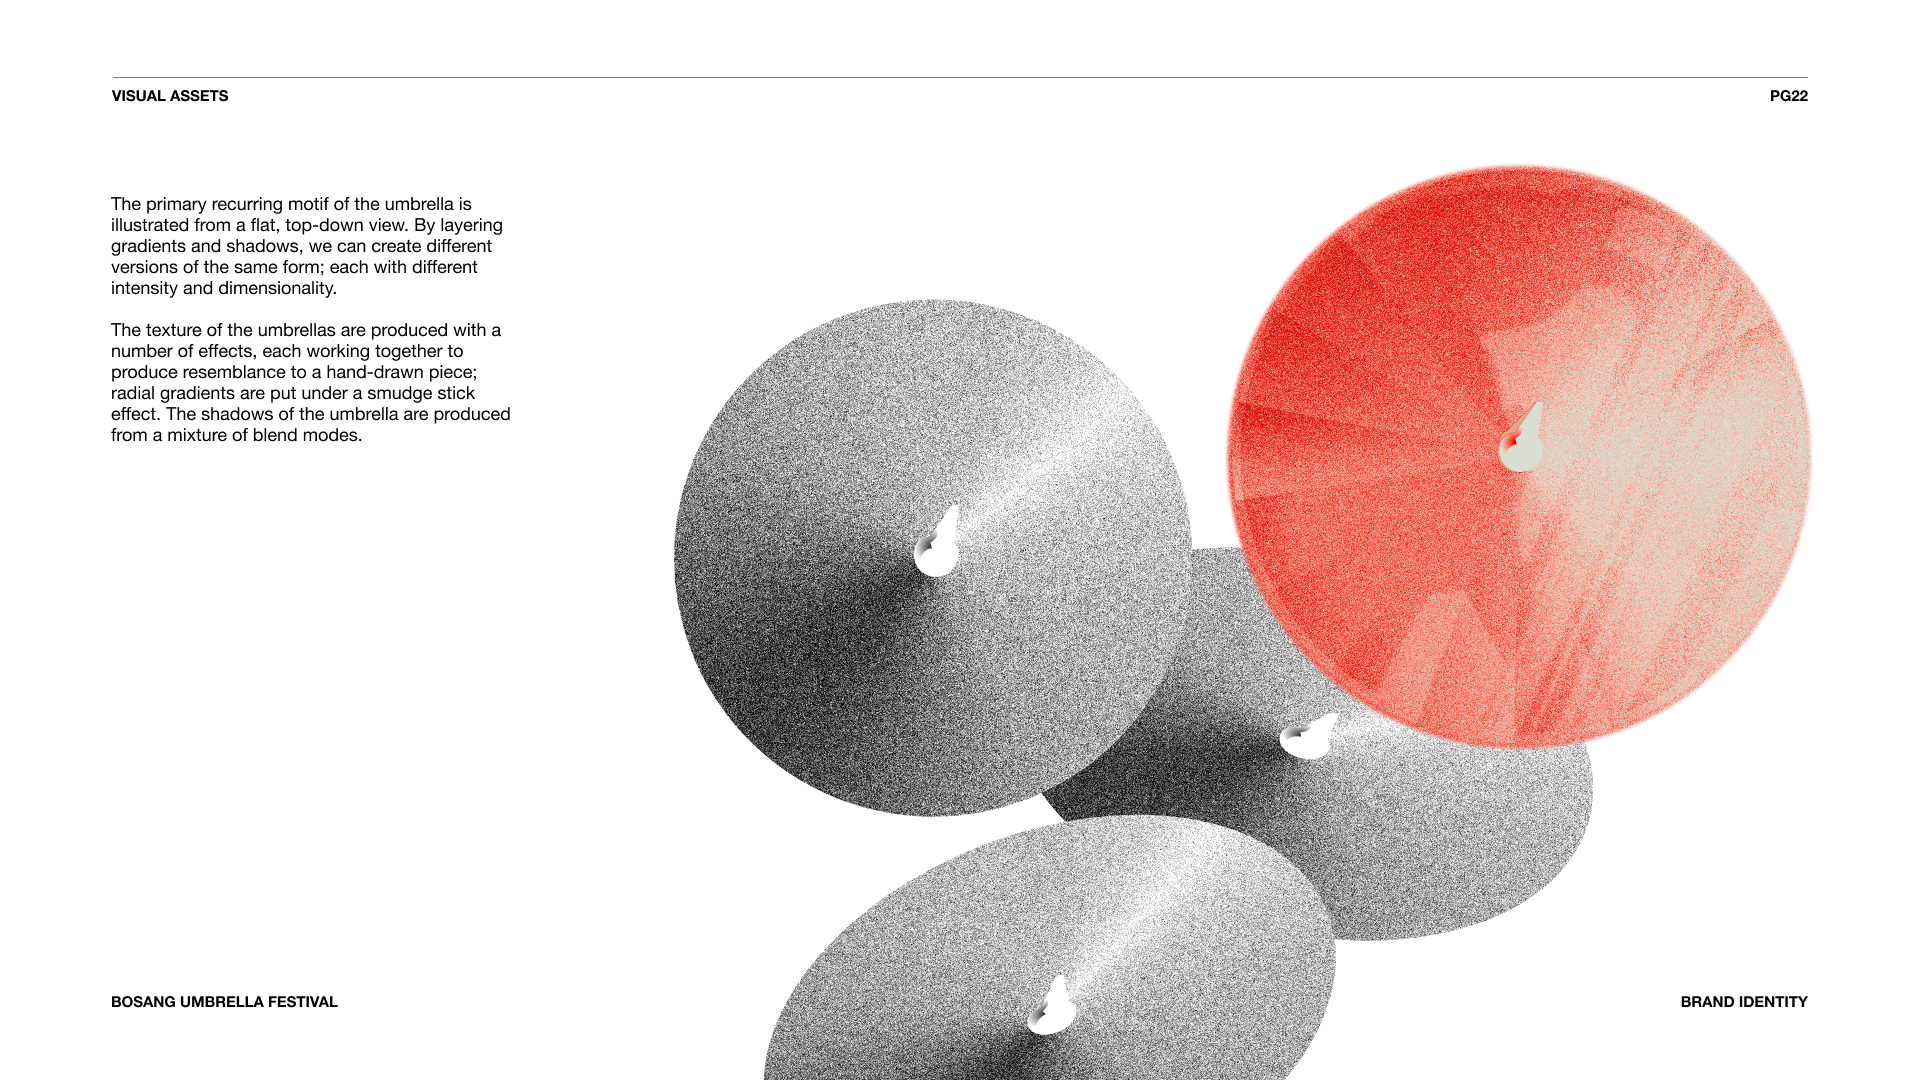 VISUAL ASSETS
PG22
The primary recurring motif of the umbrella is
illustrated from a flat, top-down view. By layering
gradients and shadows, we can create different
versions of the same form; each with different
intensity and dimensionality.
The texture of the umbrellas are produced with a
number of effects, each working together to
produce resemblance to a hand-drawn piece;
radial gradients are put under a smudge stick
effect. The shadows of the umbrella are produced
from a mixture of blend modes.
BOSANG UMBRELLA FESTIVAL
BRAND IDENTITY